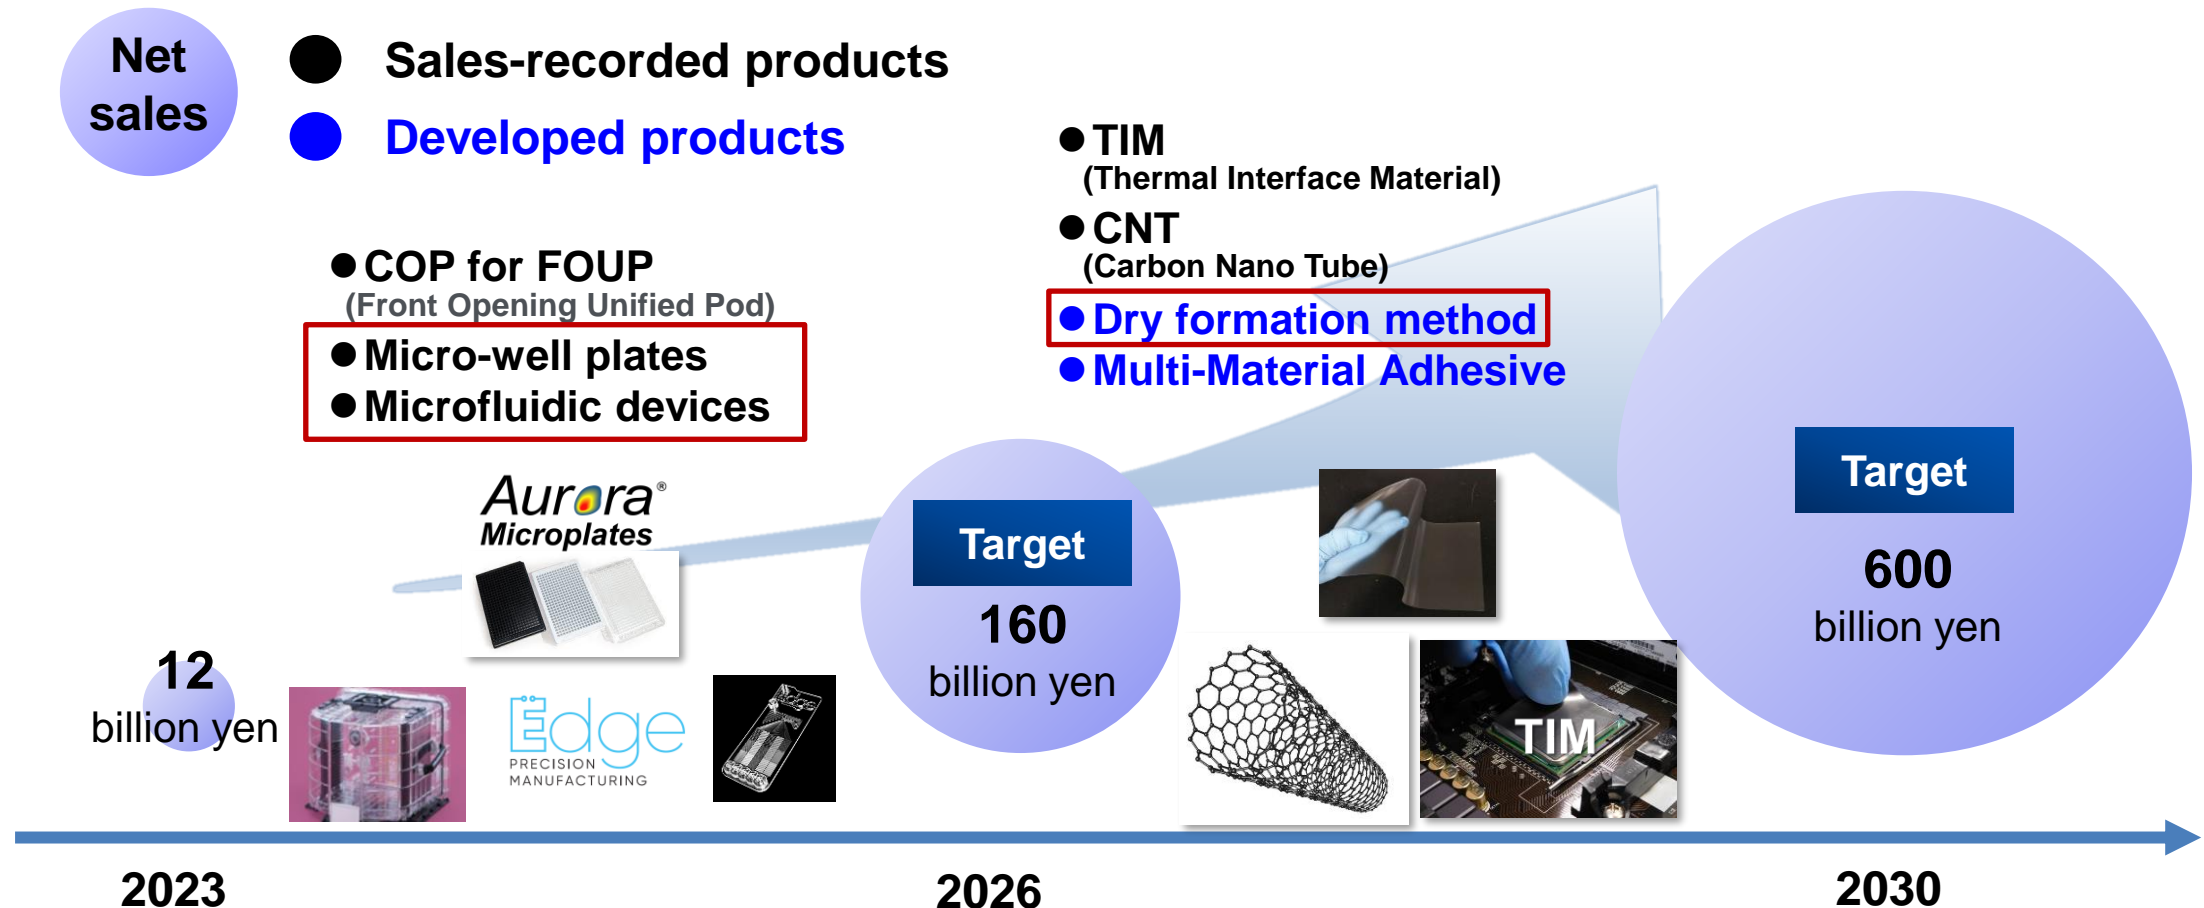 Net
sales
● Sales-recorded products
● Developed products
● COP for FOUP
(Front Opening Unified Pod)
● Micro-well plates
● Microfluidic devices
● TIM
(Thermal Interface Material)
● CNT
(Carbon Nano Tube)
● Dry formation method
● Multi-Material Adhesive
Aurora®
Microplates
Edge
PRECISION
MANUFACTURING
Edge
TIM
12
billion yen
Target
160
billion yen
Target
600
billion yen
2023
2026
2030